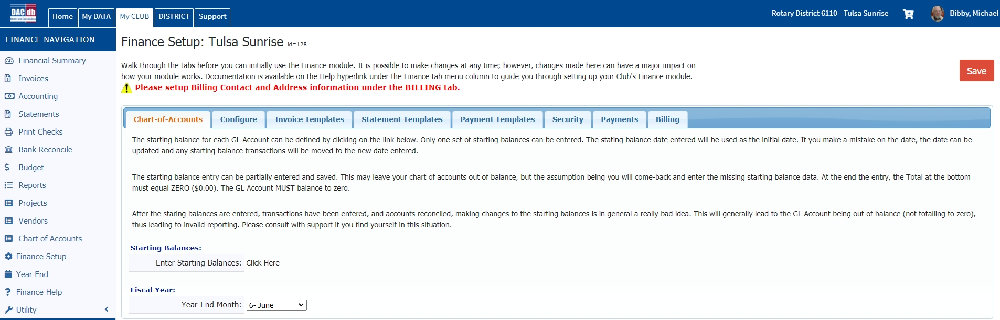 DACdb
District and Club database
Home
My DATA
My CLUB
DISTRICT
Support
Rotary District 6110 - Tulsa Sunrise
Bibby, Michael
FINANCE NAVIGATION
Financial Summary
Invoices
Accounting
Statements
Print Checks
Bank Reconcile
Budget
Reports
Projects
Vendors
Chart of Accounts
Finance Setup
Year End
Finance Help
Utility
Finance Setup: Tulsa Sunrise id=128
Walk through the tabs before you can initially use the Finance module. It is possible to make changes at any time; however, changes made here can have a major impact on
how your module works. Documentation is available on the Help hyperlink under the Finance tab menu column to guide you through setting up your Club's Finance module.
Please setup Billing Contact and Address information under the BILLING tab.
Save
Chart-of-Accounts
Configure
Invoice Templates
Statement Templates
Payment Templates
Security
Payments
Billing
The starting balance for each GL Account can be defined by clicking on the link below. Only one set of starting balances can be entered. The stating balance date entered will be used as the initial date. If you make a mistake on the date, the date can be
updated and any starting balance transactions will be moved to the new date entered.
The starting balance entry can be partially entered and saved. This may leave your chart of accounts out of balance, but the assumption being you will come-back and enter the missing starting balance data. At the end the entry, the Total at the bottom
must equal ZERO ($0.00). The GL Account MUST balance to zero.
After the staring balances are entered, transactions have been entered, and accounts reconciled, making changes to the starting balances is in general a really bad idea. This will generally lead to the GL Account being out of balance (not totalling to zero),
thus leading to invalid reporting. Please consult with support if you find yourself in this situation.
Starting Balances:
Enter Starting Balances: Click Here
Fiscal Year:
Year-End Month: 6- June